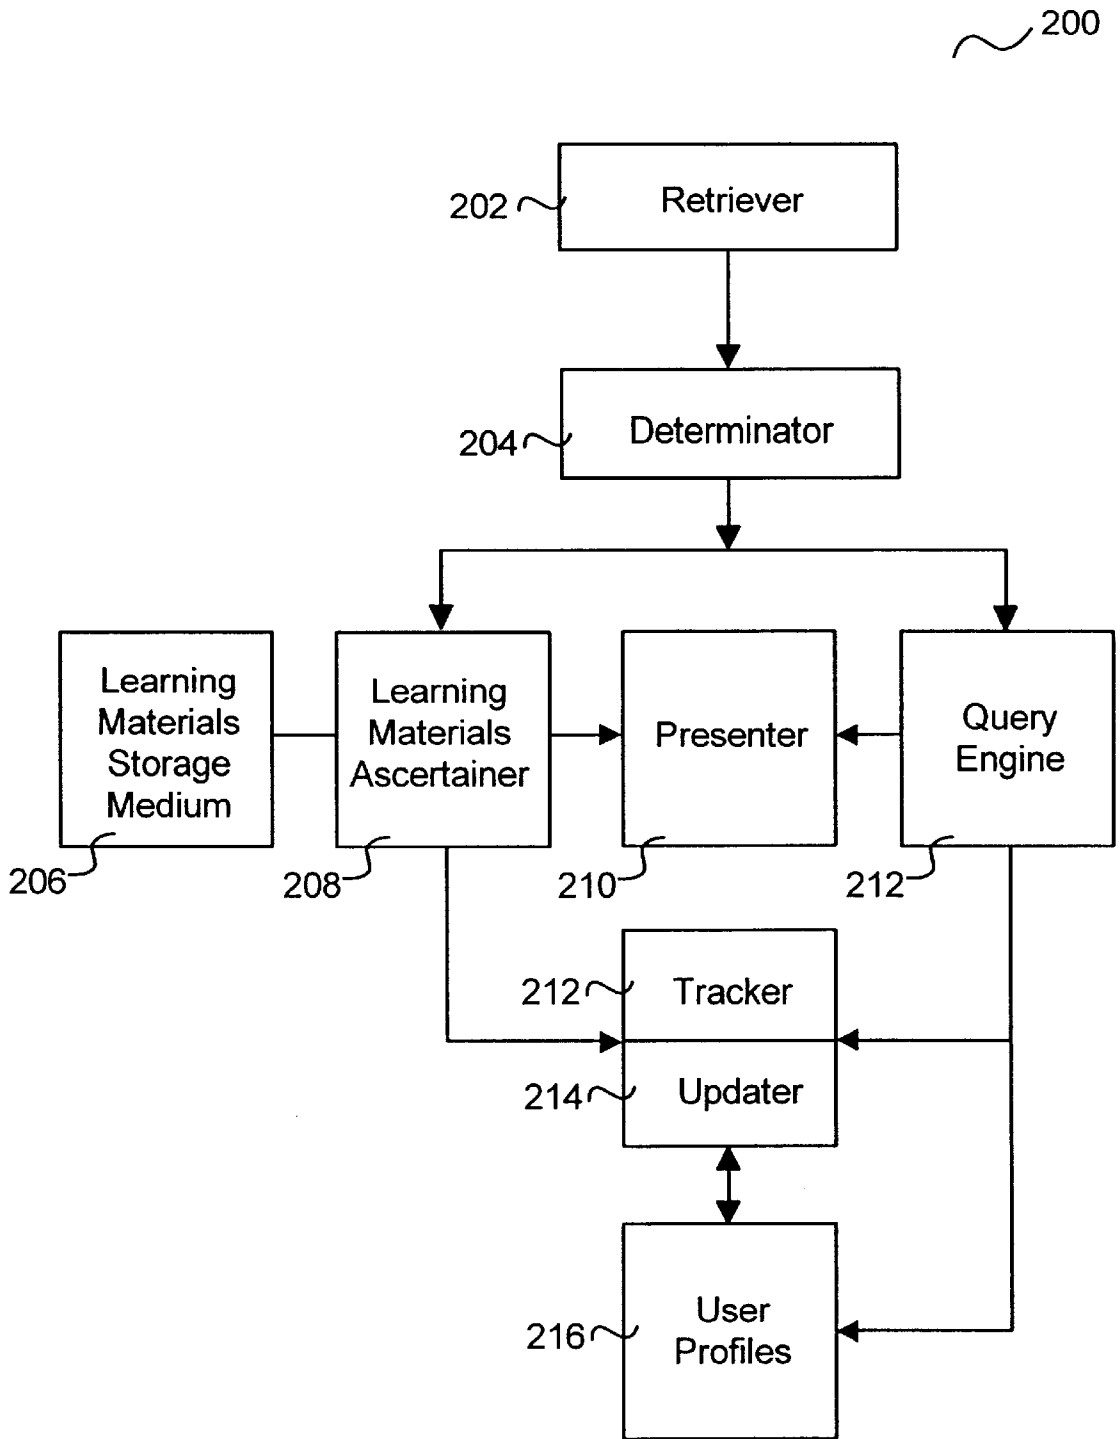 200
202
Retriever
204
Determinator
Learning
Materials
Storage
Medium
Learning
Materials
Ascertainer
Presenter
Query
Engine
206
208
210
212
212
Tracker
214
Updater
216
User
Profiles